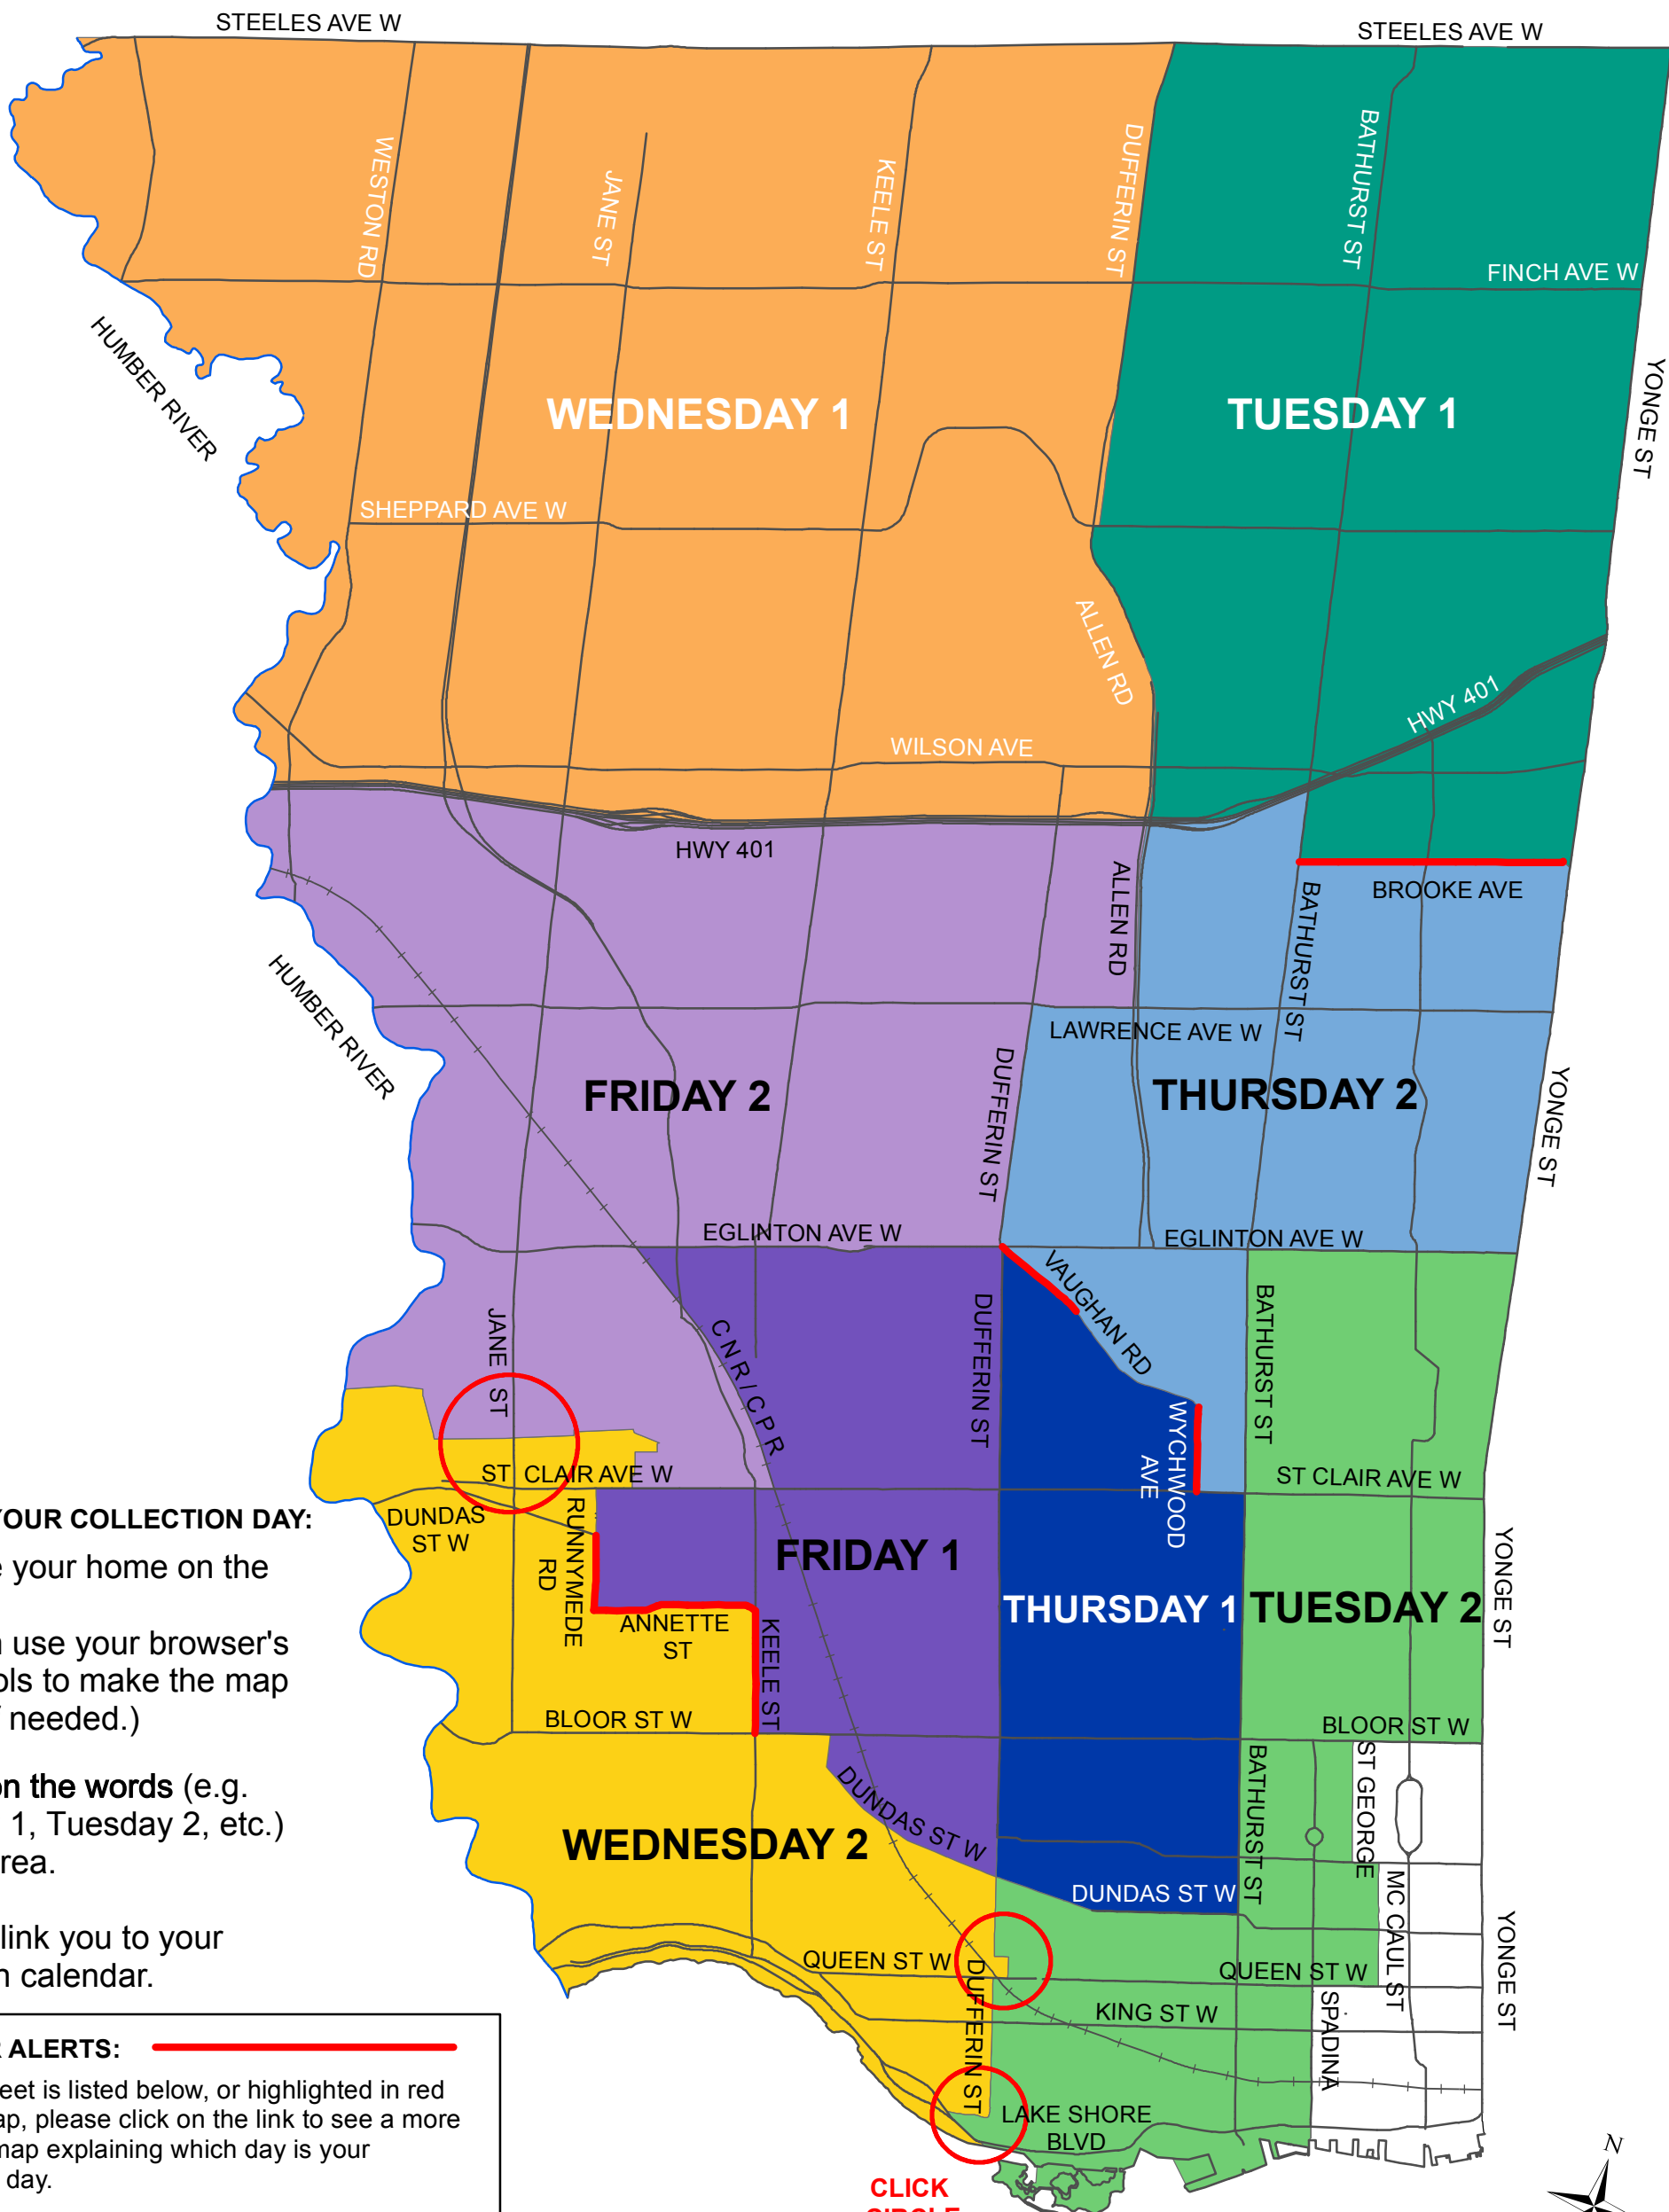 STEELES AVE W
STEELES AVE W
WESTON RD
JANE ST
KEELE ST
DUFFERIN ST
BATHURST ST
FINCH AVE W
HUMBER RIVER
YONGE ST
WEDNESDAY 1
TUESDAY 1
SHEPPARD AVE W
ALLEN RD
HWY 401
WILSON AVE
HWY 401
ALLEN RD
BATHURST ST
BROOKE AVE
HUMBER RIVER
LAWRENCE AVE W
DUFFERIN ST
FRIDAY 2
THURSDAY 2
YONGE ST
EGLINTON AVE W
EGLINTON AVE W
VAUGHAN RD
JANE ST
CNR/CPR
DUFFERIN ST
BATHURST ST
WYCHWOOD
AVE
ST CLAIR AVE W
ST CLAIR AVE W
YOUR COLLECTION DAY:
DUNDAS
ST W
RUNNYMEDE
RD
your home on the
FRIDAY 1
THURSDAY 1
TUESDAY 2
YONGE ST
ANNETTE
ST
KEELE ST
use your browser's
to make the map
needed.)
BLOOR ST W
BLOOR ST W
on the words (e.g.
1, Tuesday 2, etc.)
DUNDAS ST W
BATHURST ST
ST GEORGE
WEDNESDAY 2
DUNDAS ST W
MC CAUL ST
YONGE ST
link you to your
calendar.
QUEEN ST W
DUFFERIN ST
QUEEN ST W
KING ST W
SPADINA
ALERTS:
is listed below, or highlighted in red
please click on the link to see a more
map explaining which day is your
day.
LAKE SHORE
BLVD
CLICK
CIRCLE
N